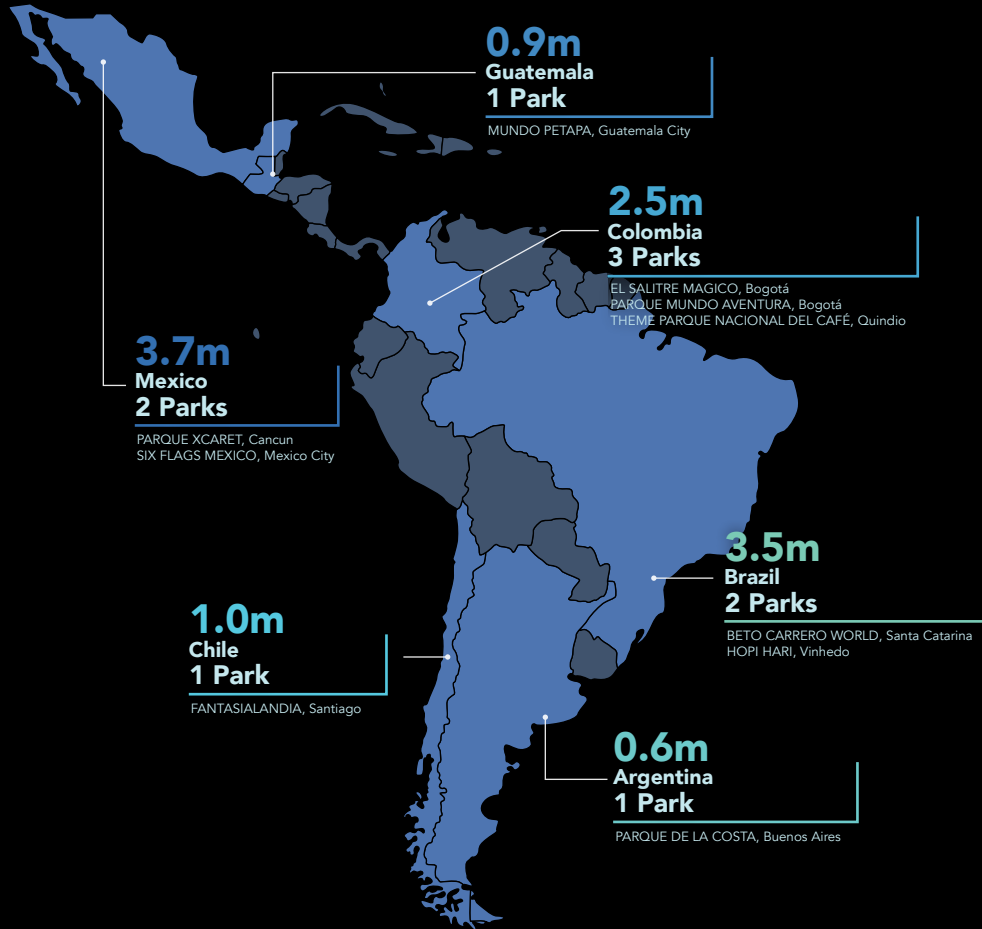 0.9m
Guatemala
1 Park
MUNDO PETAPA, Guatemala City
2.5m
Colombia
3 Parks
EL SALITRE MAGICO, Bogotá
PARQUE MUNDO AVENTURA, Bogotá
THEME PARQUE NACIONAL DEL CAFÉ, Quindio
3.7m
Mexico
2 Parks
PARQUE XCARET, Cancun
SIX FLAGS MEXICO, Mexico City
3.5m
Brazil
2 Parks
BETO CARRERO WORLD, Santa Catarina
HOPI HARI, Vinhedo
1.0m
Chile
1 Park
FANTASIALANDIA, Santiago
0.6m
Argentina
1 Park
PARQUE DE LA COSTA, Buenos Aires